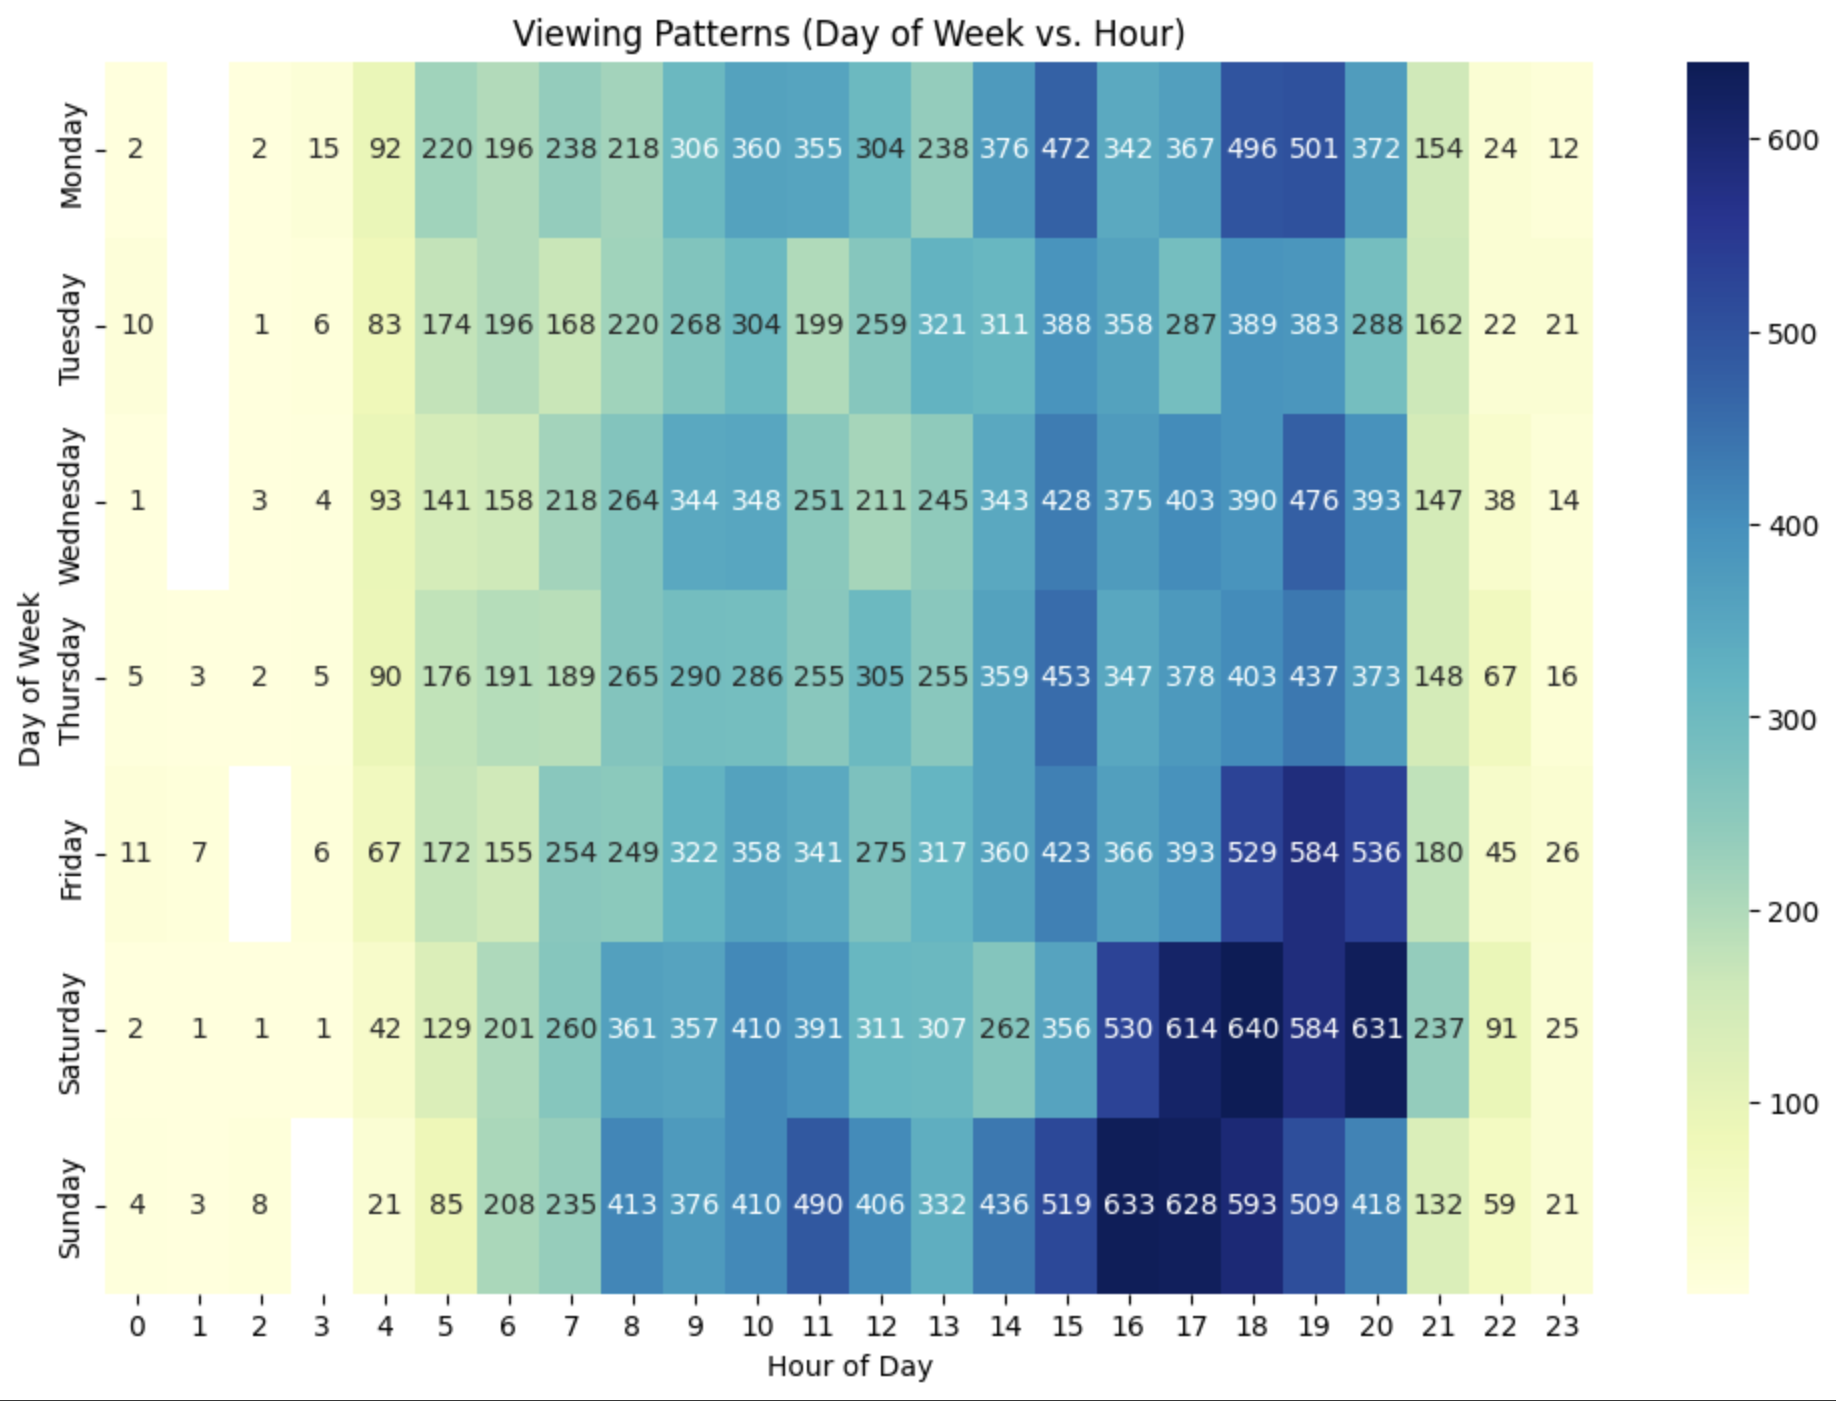 Viewing Patterns (Day of Week vs. Hour)
Day of Week
Monday 2 2 15 92 220 196 238 218 306 360 355 304 238 376 472 342 367 496 501 372 154 24 12
Tuesday 10 1 6 83 174 196 168 220 268 304 199 259 321 311 388 358 287 389 383 288 162 22 21
Wednesday 1 3 4 93 141 158 218 264 344 348 251 211 245 343 428 375 403 390 476 393 147 38 14
Thursday 5 3 2 5 90 176 191 189 265 290 286 255 305 255 359 453 347 378 403 437 373 148 67 16
Friday 11 7 6 67 172 155 254 249 322 358 341 275 317 360 423 366 393 529 584 536 180 45 26
Saturday 2 1 1 1 42 129 201 260 361 357 410 391 311 307 262 356 530 614 640 584 631 237 91 25
Sunday 4 3 8 21 85 208 235 413 376 410 490 406 332 436 519 633 628 593 509 418 132 59 21
0 1 2 3 4 5 6 7 8 9 10 11 12 13 14 15 16 17 18 19 20 21 22 23
Hour of Day
600
500
400
300
200
100